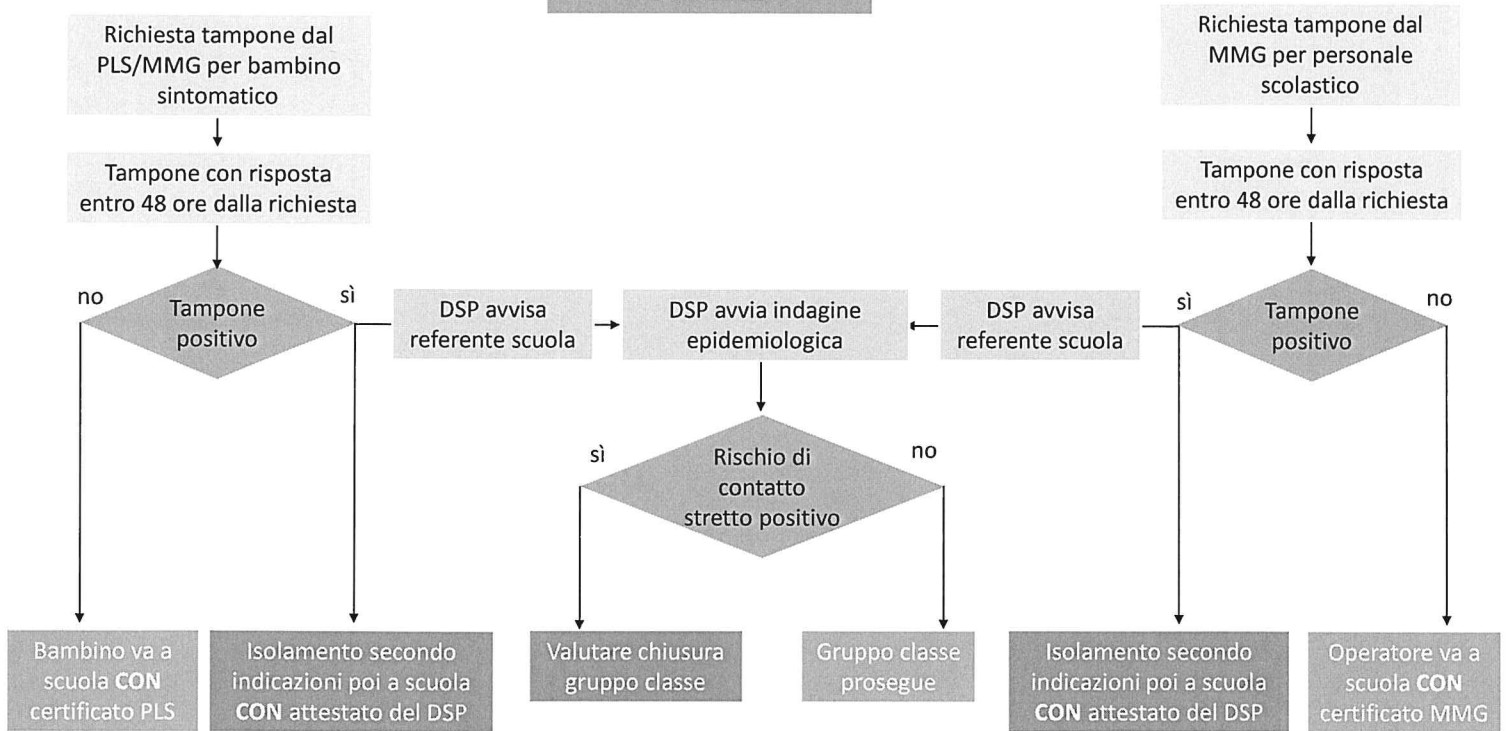 Richiesta tampone dal
PLS/MMG per bambino
sintomatico
Richiesta tampone dal
MMG per personale
scolastico
Tampone con risposta
entro 48 ore dalla richiesta
Tampone con risposta
entro 48 ore dalla richiesta
no
Tampone
positivo
sì
DSP avvisa
referente scuola
DSP avvia indagine
epidemiologica
DSP avvisa
referente scuola
sì
Tampone
positivo
no
sì
Rischio di
contatto
stretto positivo
no
Bambino va a
scuola CON
certificato PLS
Isolamento secondo
indicazioni poi a scuola
CON attestato del DSP
Valutare chiusura
gruppo classe
Gruppo classe
prosegue
Isolamento secondo
indicazioni poi a scuola
CON attestato del DSP
Operatore va a
scuola CON
certificato MMG